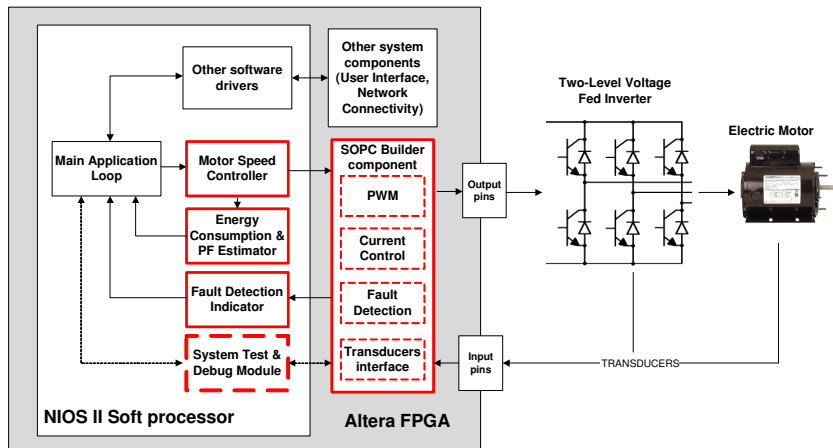 Other software
drivers
Other system
components
(User Interface,
Network
Connectivity)
Two-Level Voltage
Fed Inverter
Electric Motor
Main Application
Loop
Motor Speed
Controller
SOPC Builder
component
PWM
Output
pins
Energy
Consumption &
PF Estimator
Current
Control
Fault Detection
Indicator
Fault
Detection
System Test &
Debug Module
Transducers
interface
Input
pins
TRANSDUCERS
NIOS II Soft processor
Altera FPGA